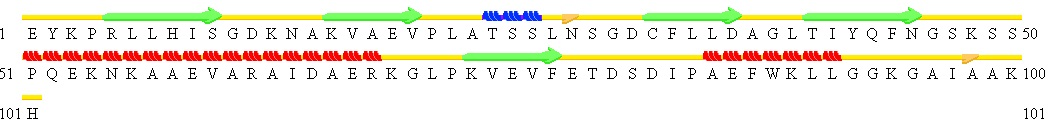 1 E Y K P R L L H I S G D K N A K V A E V P L A T S S L N S G D C F L L D A G L T I Y Q F N G S K S S 50
51 P Q E K N K A A E V A R A I D A E R K G L P K V E V F E T D S D I P A E F W K L L G G K G A I A A K 100
101 H 101